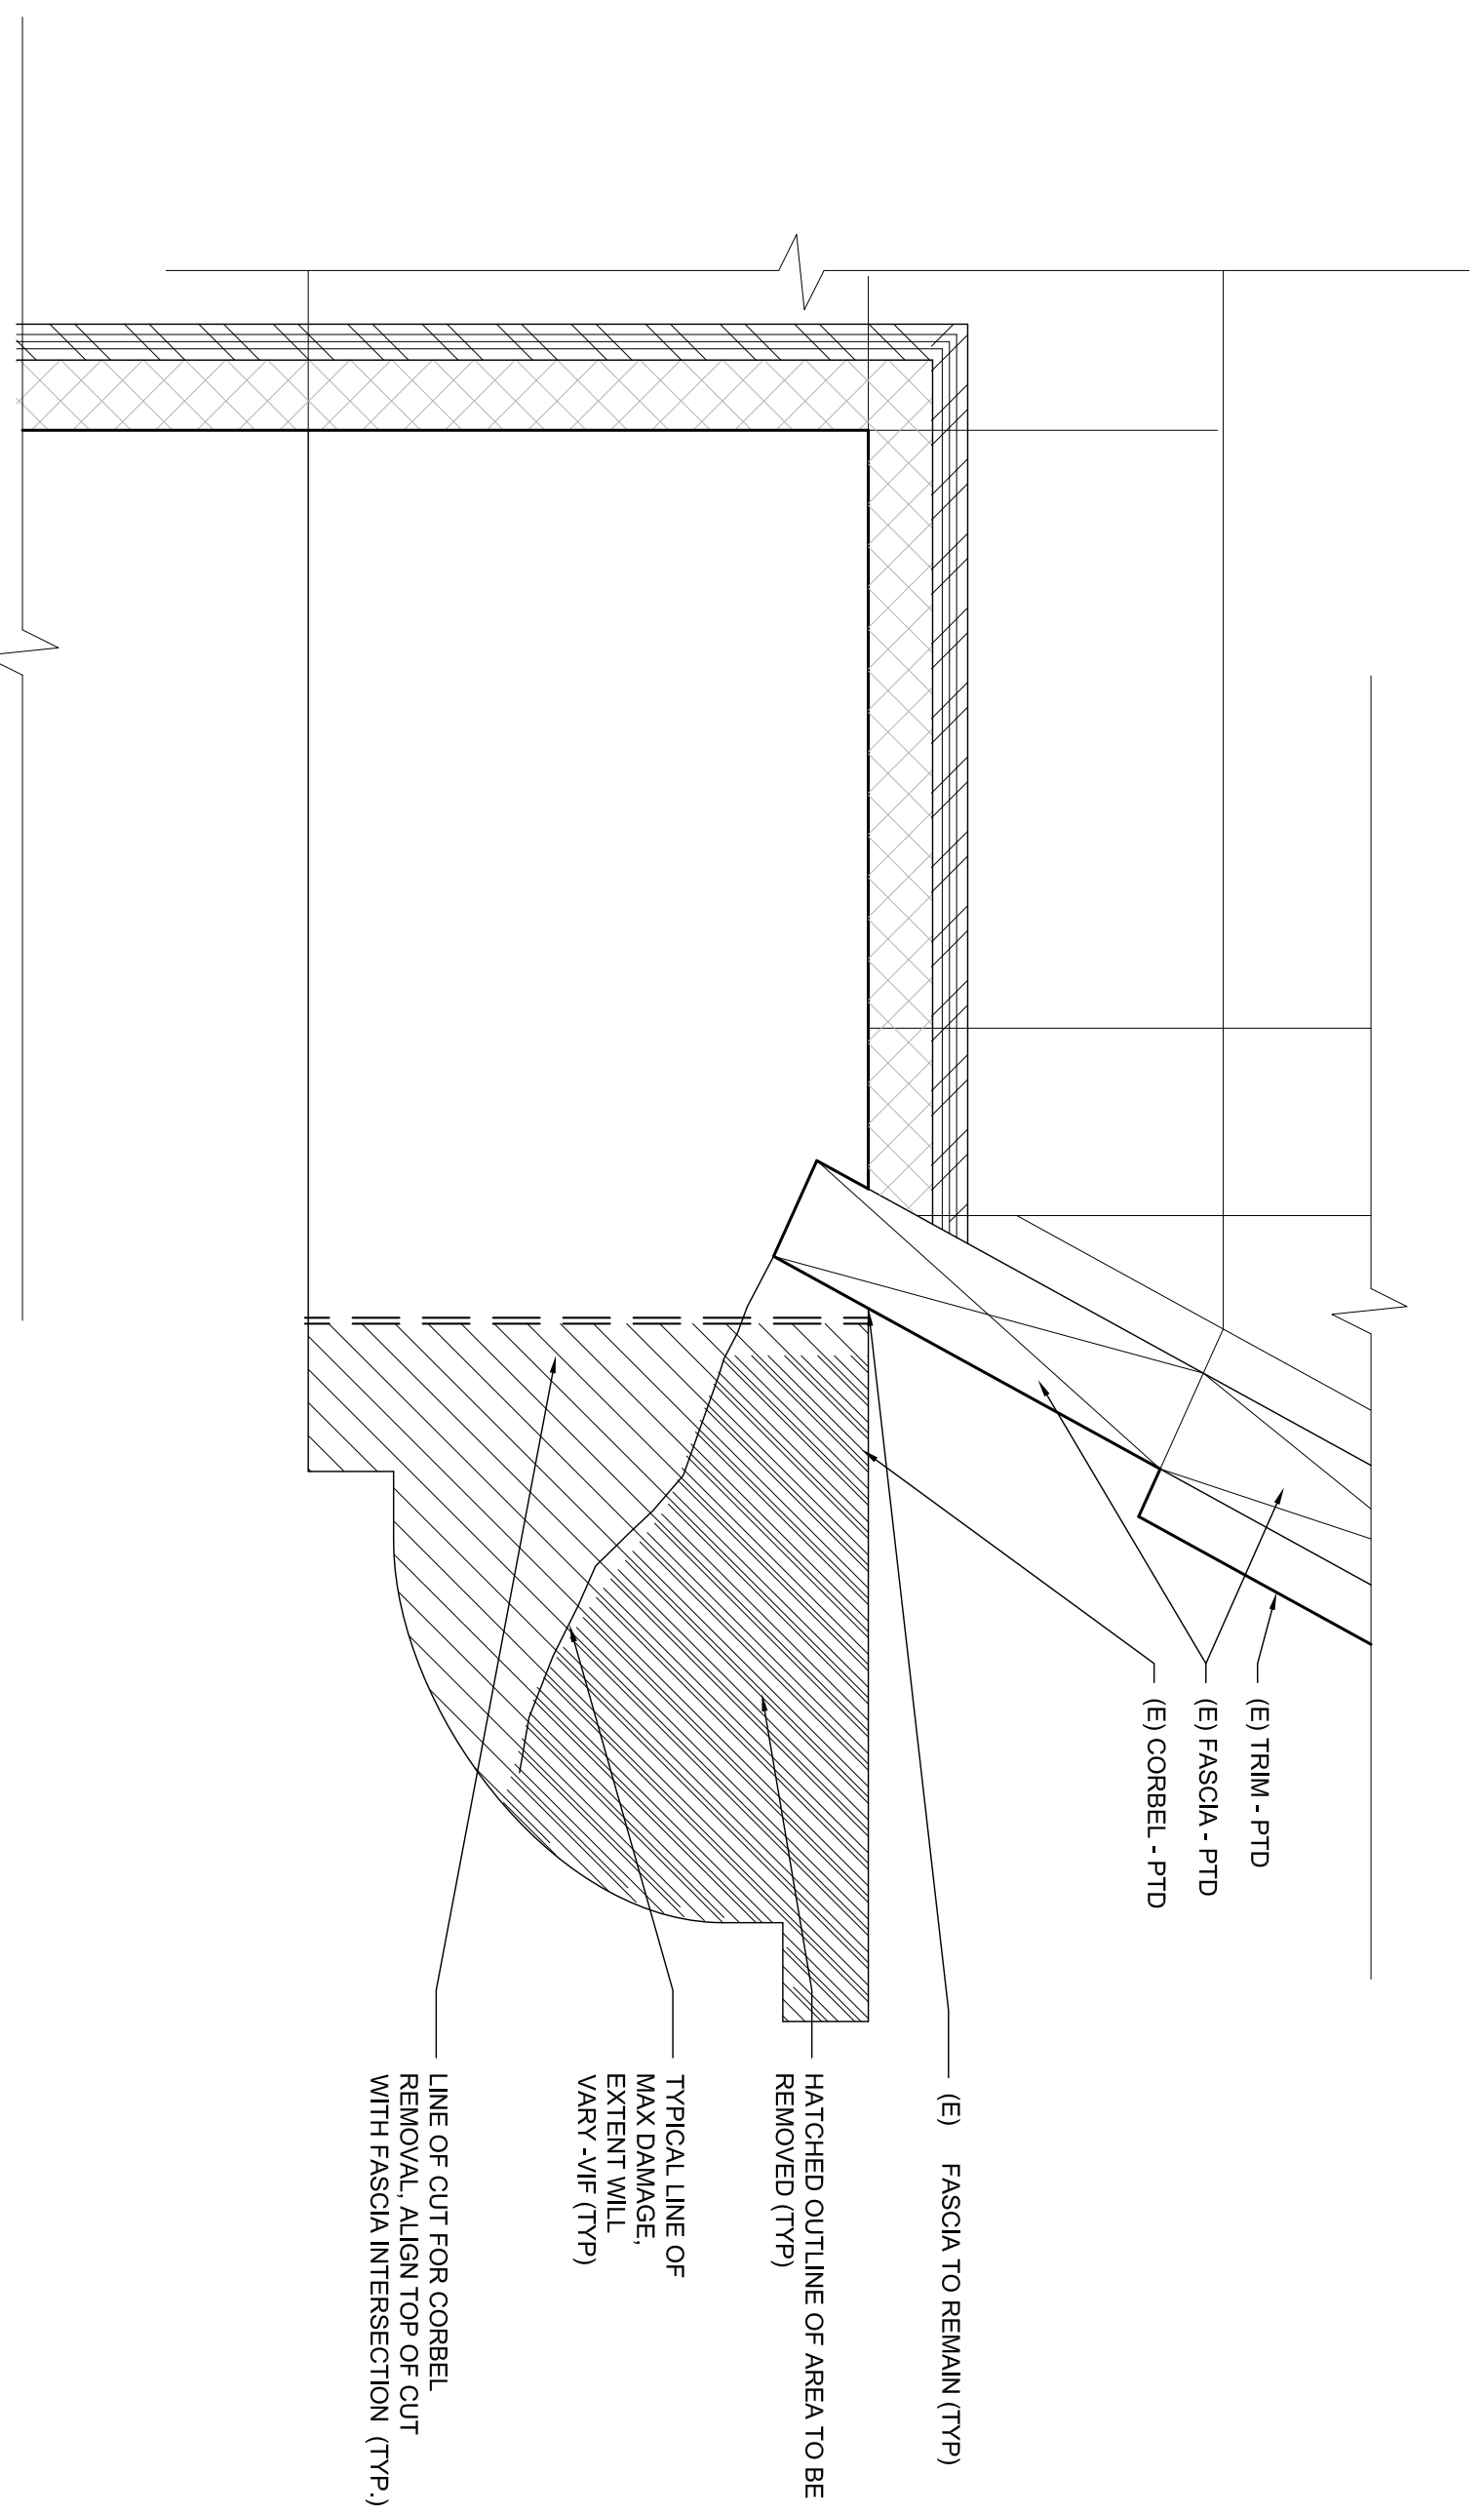 (E) TRIM - PTD
(E) FASCIA - PTD
(E) CORBEL - PTD
(E) FASCIA TO REMAIN (TYP)
HATCHED OUTLINE OF AREA TO BE
REMOVED (TYP)
TYPICAL LINE OF
MAX DAMAGE,
EXTENT WILL
VARY -VIF (TYP)
LINE OF CUT FOR CORBEL
REMOVAL, ALIGN TOP OF CUT
WITH FASCIA INTERSECTION (TYP.)